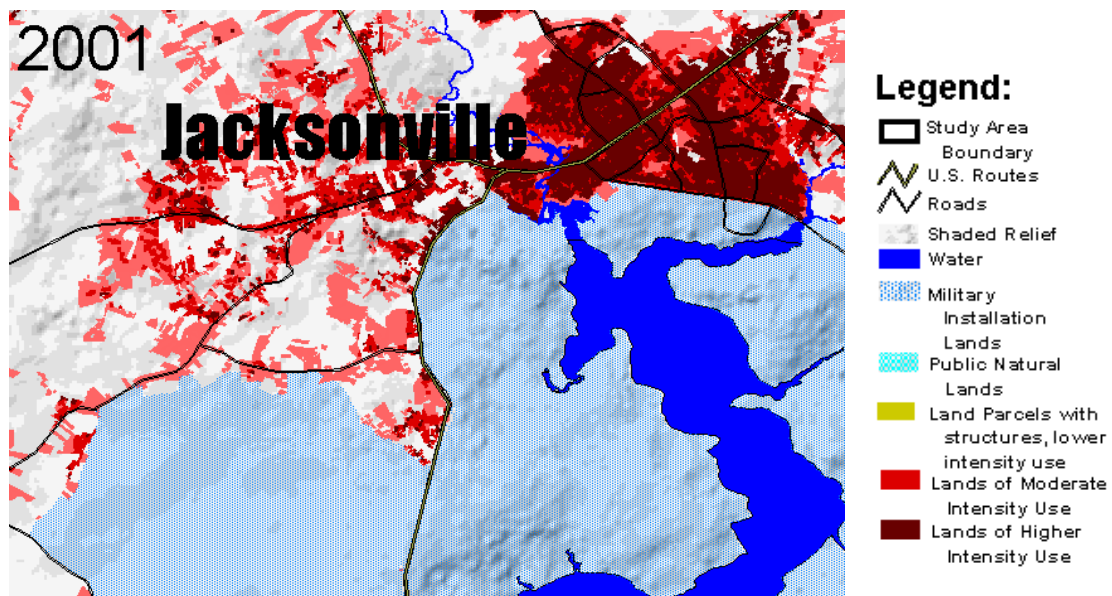 2001
Jacksonville
Legend:
Study Area
Boundary
U.S. Routes
Roads
Shaded Relief
Water
Military
Installation
Lands
Public Natural
Lands
Land Parcels with
structures, lower
intensity use
Lands of Moderate
Intensity Use
Lands of Higher
Intensity Use